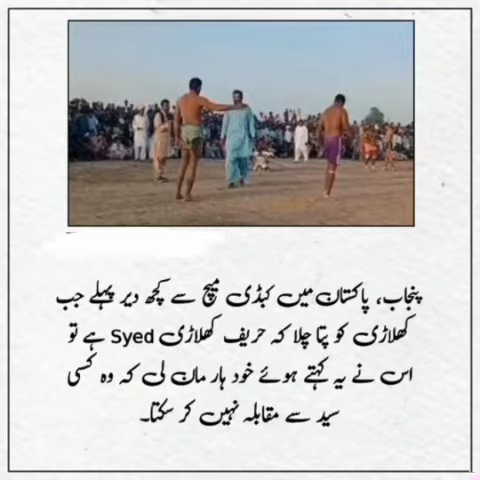 پنجاب، پاکستان میں کبڈی میچ سے کچھ دیر پہلے جب
کھلاڑی کو پتا چلا کہ حریف کھلاڑی Syed ہے تو
اس نے یہ کہتے ہوئے خود ہار مان لی کہ وہ کسی
سید سے مقابلہ نہیں کر سکتا۔